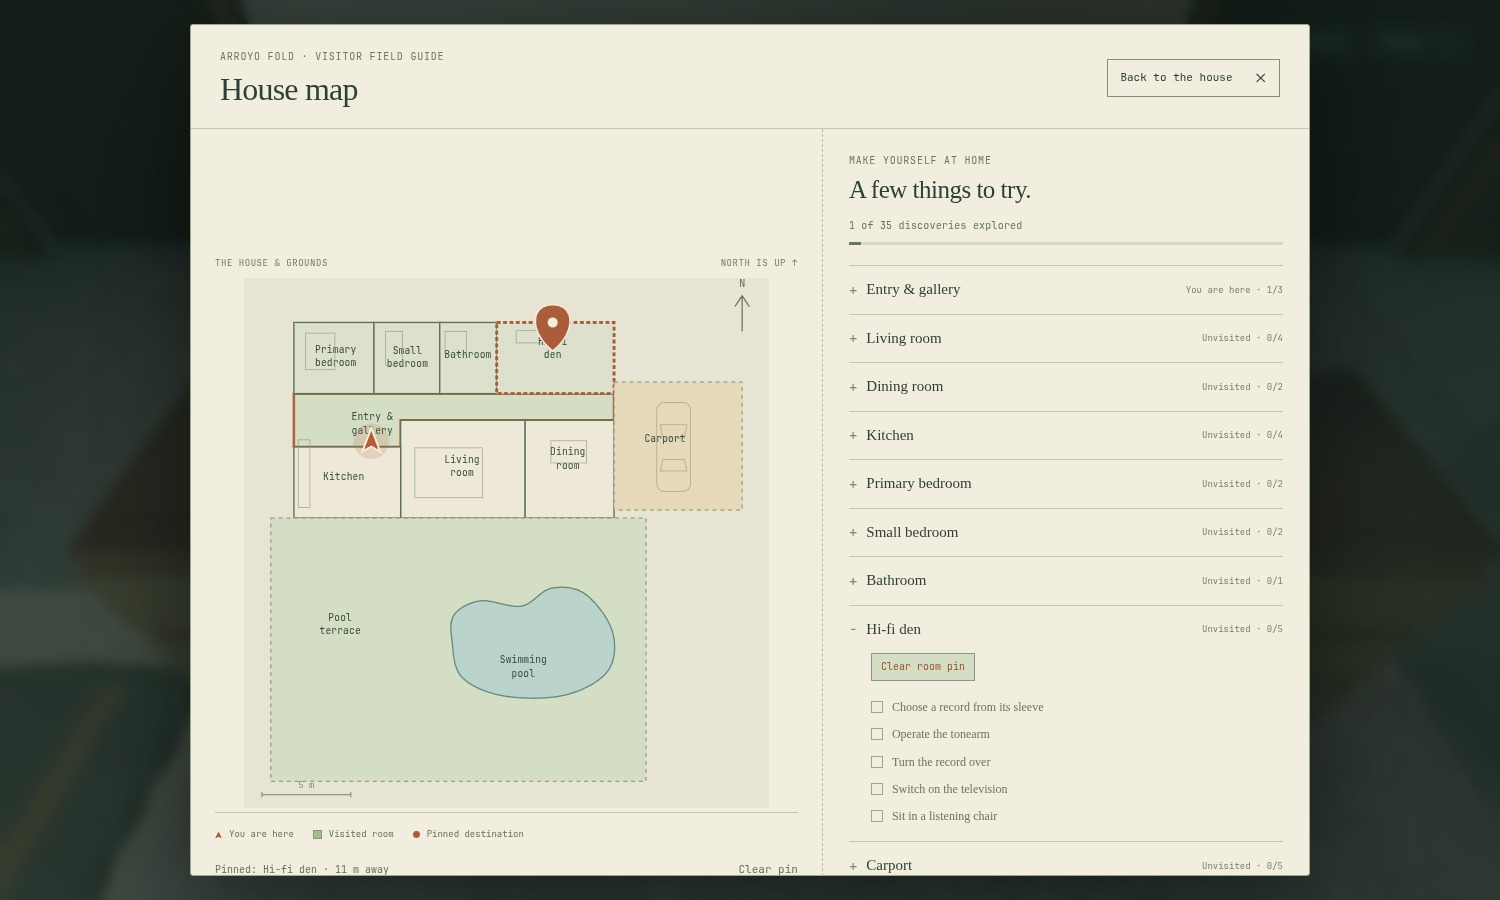 ARROYO FOLD · VISITOR FIELD GUIDE
House map
Back to the house ×
THE HOUSE & GROUNDS
NORTH IS UP ↑
N
Primary
bedroom
Small
bedroom
Bathroom
den
Entry &
Carport
Living
room
Dining
room
Kitchen
Pool
terrace
Swimming
pool
5 m
You are here
Visited room
Pinned destination
Pinned: Hi-fi den · 11 m away
Clear pin
MAKE YOURSELF AT HOME
A few things to try.
1 of 35 discoveries explored
+ Entry & gallery You are here · 1/3
+ Living room Unvisited · 0/4
+ Dining room Unvisited · 0/2
+ Kitchen Unvisited · 0/4
+ Primary bedroom Unvisited · 0/2
+ Small bedroom Unvisited · 0/2
+ Bathroom Unvisited · 0/1
- Hi-fi den Unvisited · 0/5
Clear room pin
Choose a record from its sleeve
Operate the tonearm
Turn the record over
Switch on the television
Sit in a listening chair
+ Carport Unvisited · 0/5